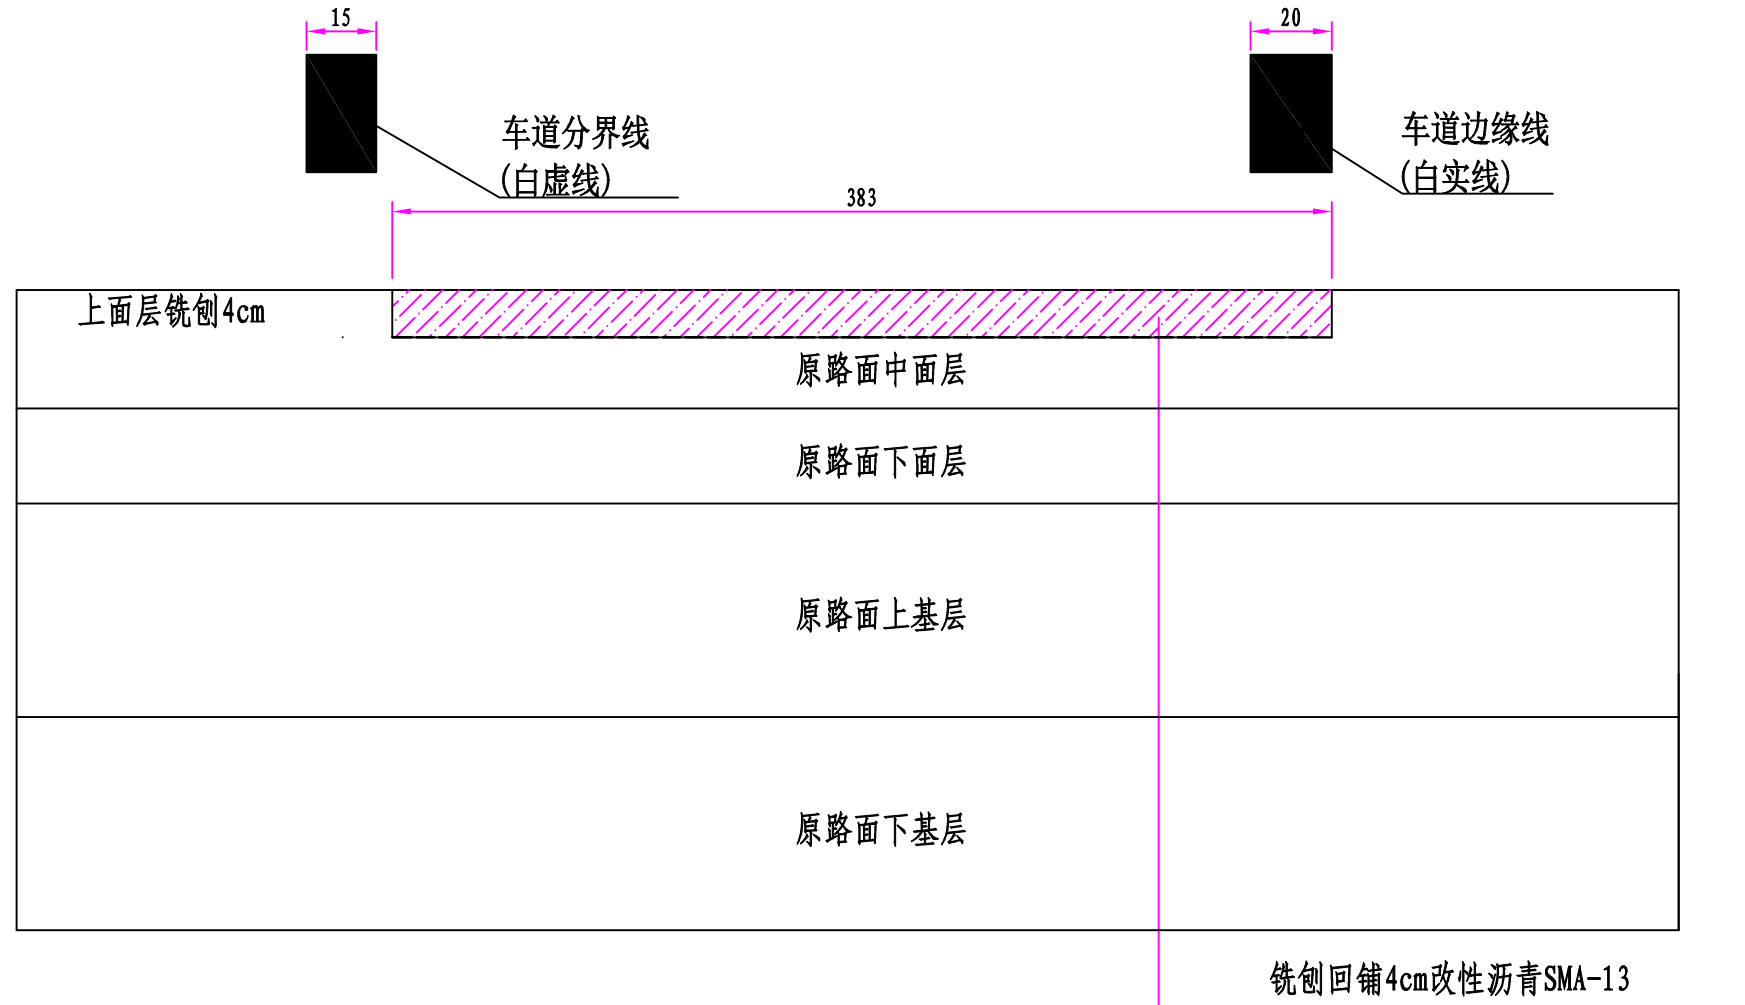 15
20
车道分界线
(白虚线)
车道边缘线
(白实线)
383
上面层铣刨4cm
原路面中面层
原路面下面层
原路面上基层
原路面下基层
铣刨回铺4cm改性沥青SMA-13